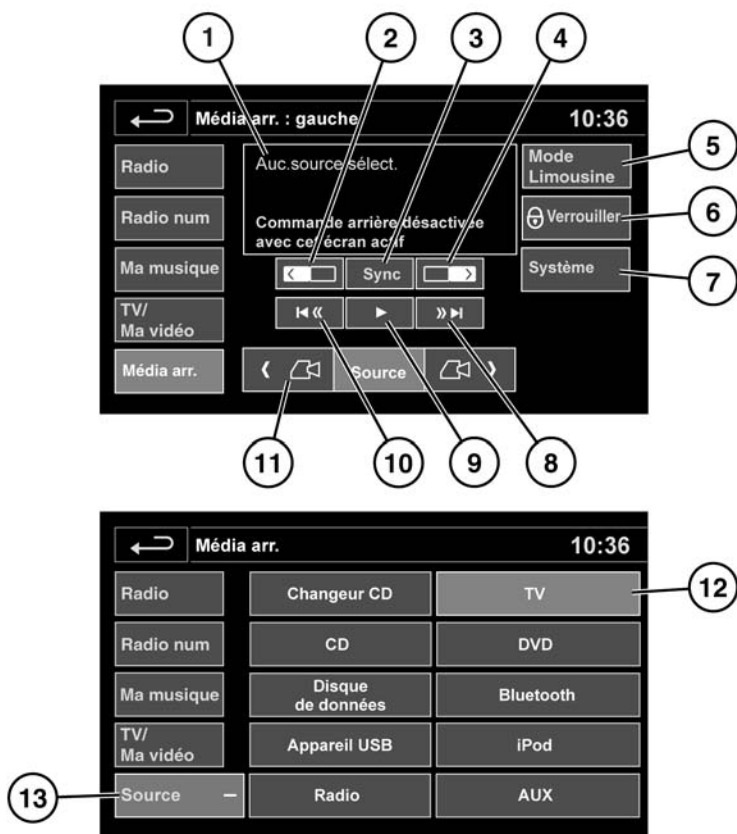 1
2
3
4
Média arr. : gauche
10:36
Radio
Auc.source sélect.
Mode
Limousine
5
Radio num
Commande arrière désactivée
avec cet écran actif
Verrouiller
6
Ma musique
Sync
Système
7
TV/
Ma vidéo
Média arr.
Source
11
10
9
8
Média arr.
10:36
Radio
Changeur CD
TV
12
Radio num
CD
DVD
Ma musique
Disque
de données
Bluetooth
TV/
Ma vidéo
Appareil USB
iPod
13
Source –
Radio
AUX